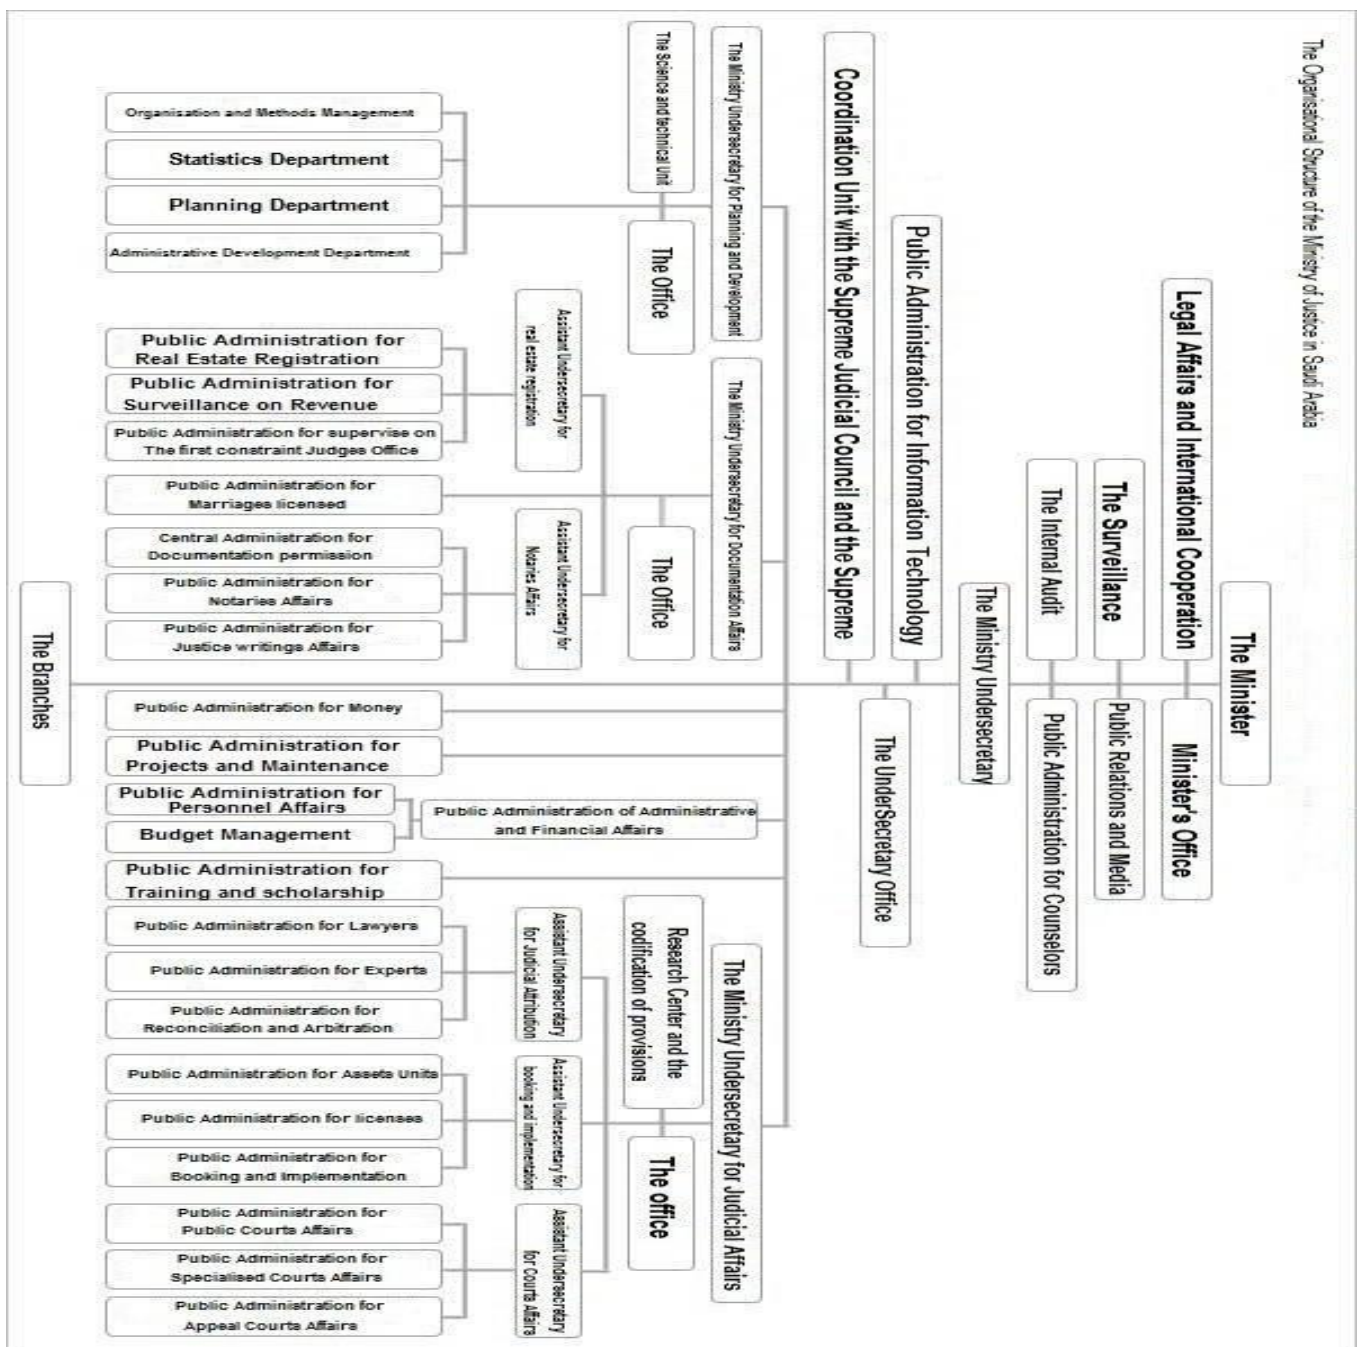 The Organisational Structure of the Ministry of Justice in Saudi Arabia
The Minister
Legal Affairs and International Cooperation
Minister's Office
The Surveillance
Public Relations and Media
The Internal Audit
Public Administration for Counselors
The Ministry Undersecretary
Public Administration for Information Technology
The UnderSecretary Office
Coordination Unit with the Supreme Judicial Council and the Supreme
The Ministry Undersecretary for Planning and Development
The Science and technical Unit
The Office
Organisation and Methods Management
Statistics Department
Planning Department
Administrative Development Department
The Ministry Undersecretary for Documentation Affairs
The Office
Assistant Undersecretary for
real estate registration
Public Administration for
Real Estate Registration
Public Administration for
Surveillance on Revenue
Public Administration for supervise on
The first constraint Judges Office
Public Administration for
Marriages licensed
Assistant Undersecretary for
Notaries Affairs
Central Administration for
Documentation permission
Public Administration for
Notaries Affairs
Public Administration for
Justice writings Affairs
Public Administration for Money
Public Administration for
Projects and Maintenance
Public Administration of Administrative
and Financial Affairs
Public Administration for
Personnel Affairs
Budget Management
Public Administration for
Training and scholarship
The Ministry Undersecretary for Judicial Affairs
Research Center and the
codification of provisions
The office
Assistant Undersecretary
for Judicial Attribution
Public Administration for Lawyers
Public Administration for Experts
Public Administration for
Reconciliation and Arbitration
Assistant Undersecretary for
booking and implementation
Public Administration for Assets Units
Public Administration for licenses
Public Administration for
Booking and Implementation
Assistant Undersecretary
for Courts Affairs
Public Administration for
Public Courts Affairs
Public Administration for
Specialised Courts Affairs
Public Administration for
Appeal Courts Affairs
The Branches